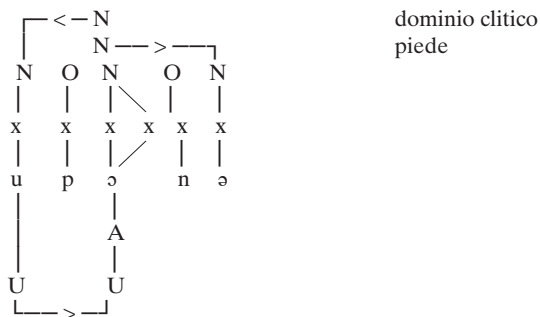 < N dominio clitico
N > piede
N O N O N
x x x x x x
u p ɔ n ə
A
U U
>